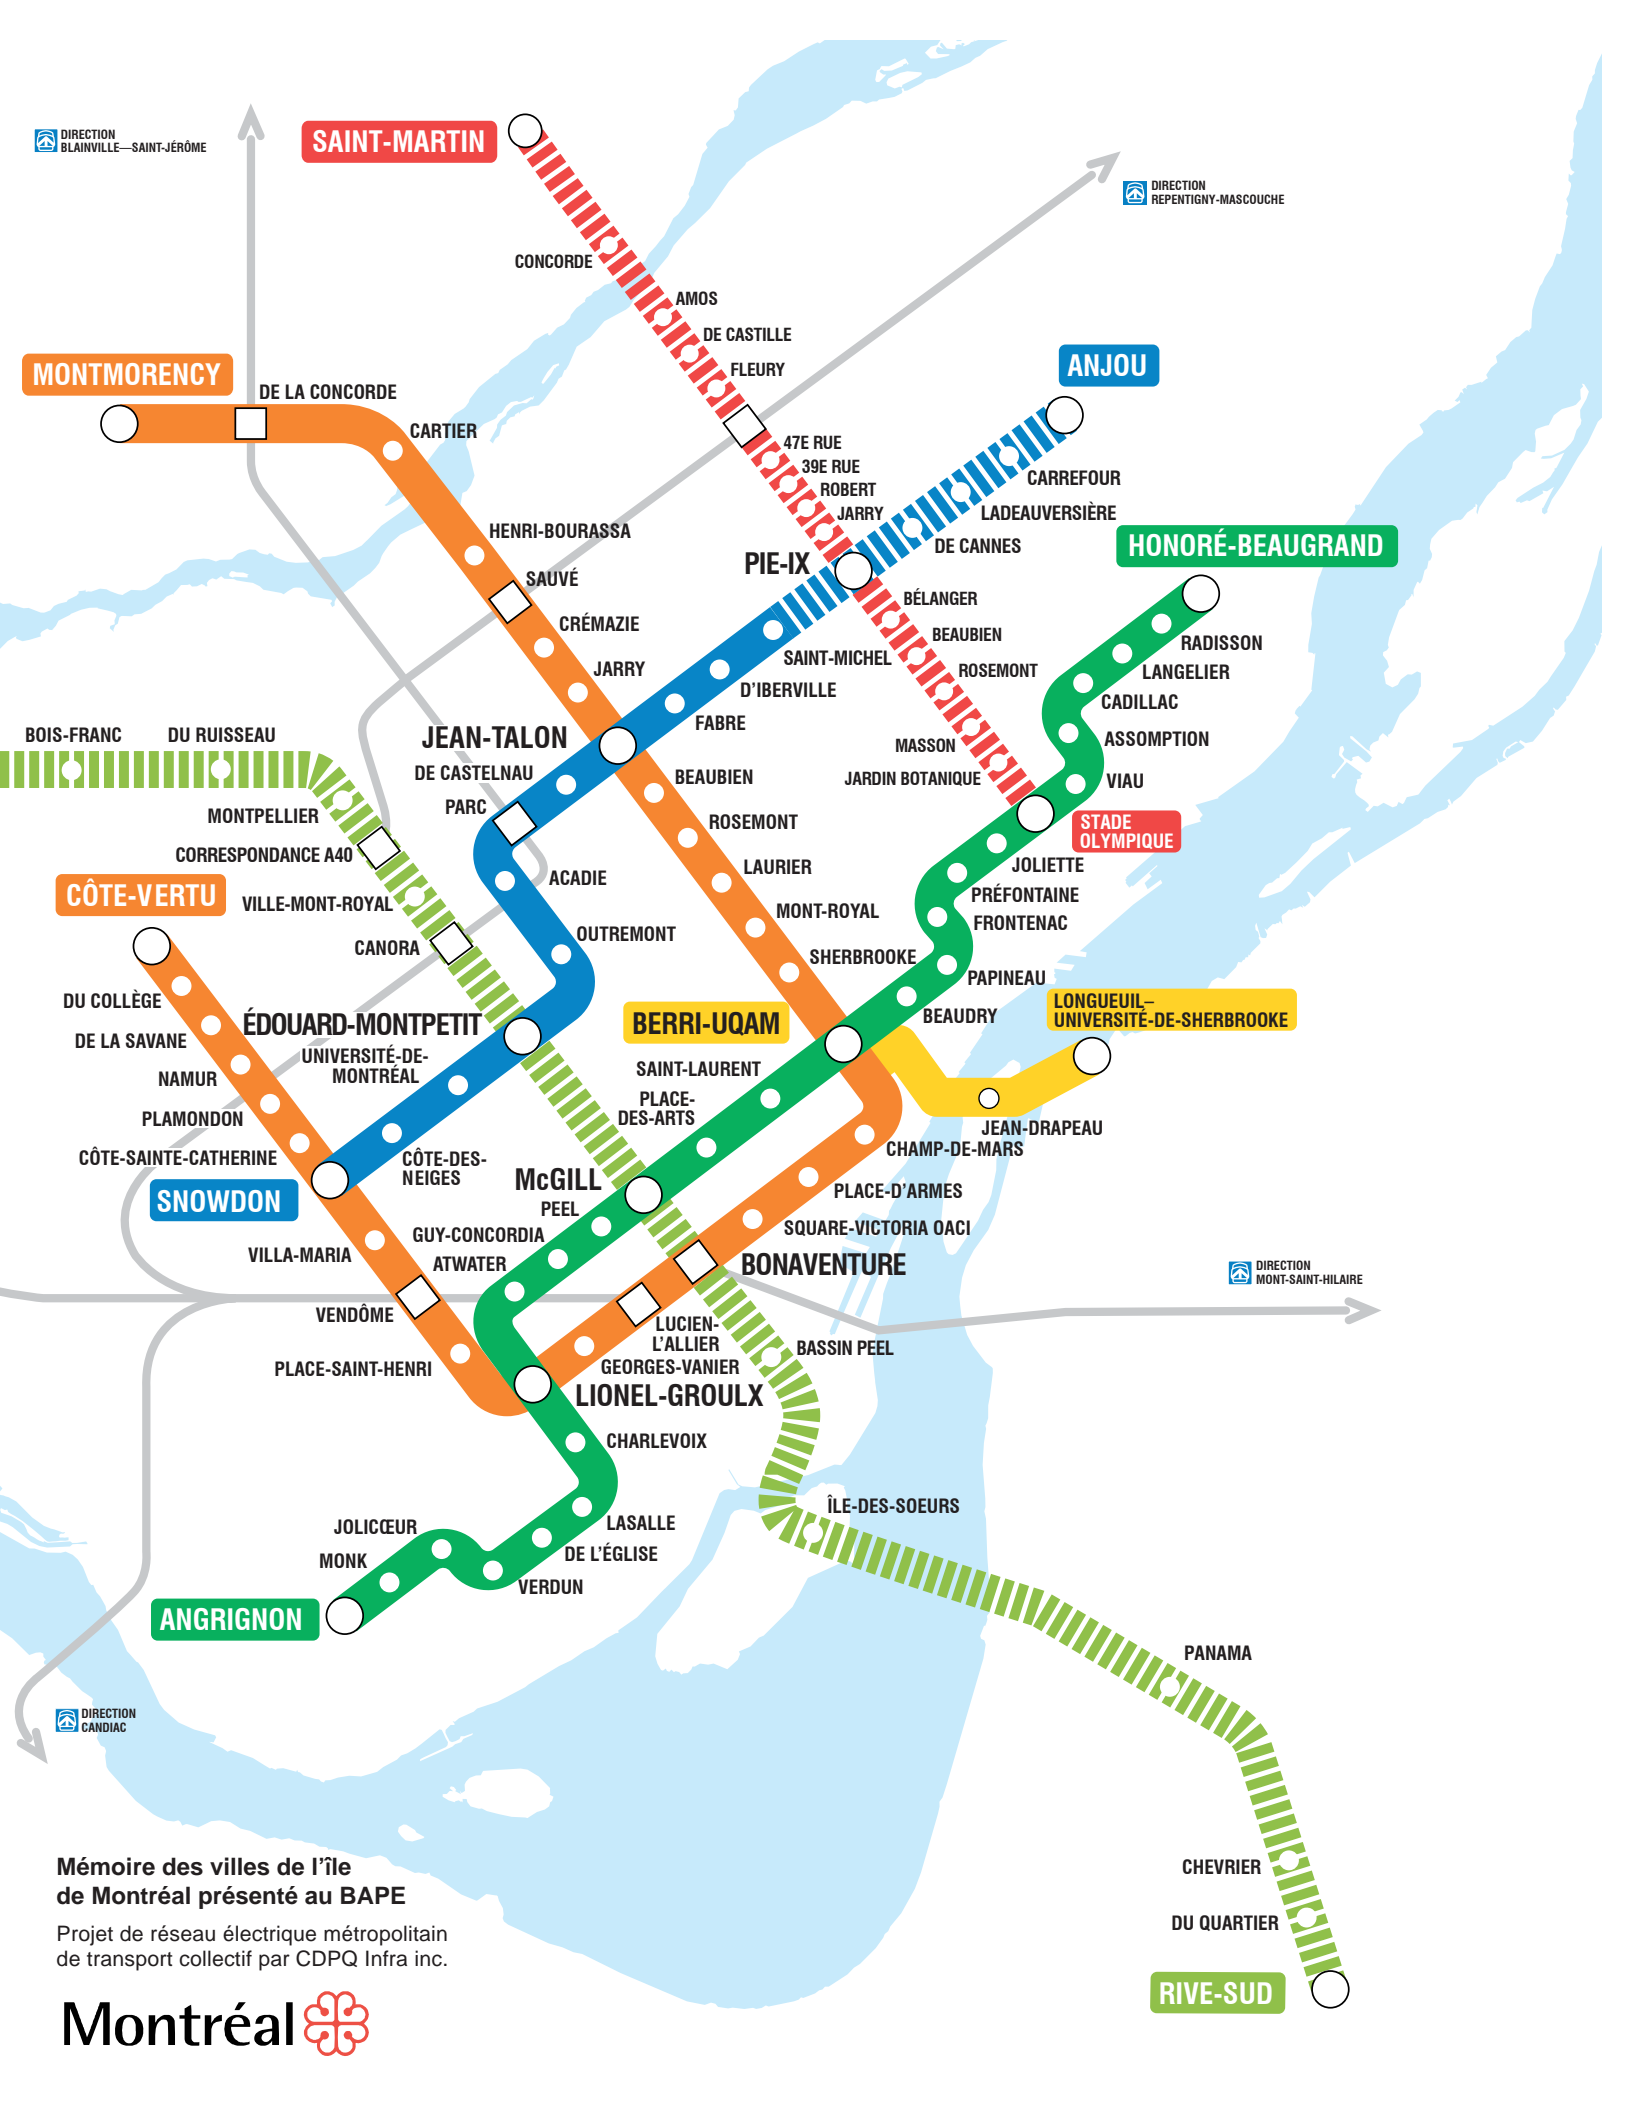 DIRECTION
BLAINVILLE—SAINT-JÉRÔME
SAINT-MARTIN
DIRECTION
REPENTIGNY-MASCOUCHE
CONCORDE
AMOS
DE CASTILLE
FLEURY
MONTMORENCY
DE LA CONCORDE
CARTIER
ANJOU
47E RUE
39E RUE
ROBERT
JARRY
CARREFOUR
LADEAUVERSIÈRE
DE CANNES
HONORÉ-BEAUGRAND
HENRI-BOURASSA
SAUVÉ
PIE-IX
CRÉMAZIE
JARRY
BÉLANGER
BEAUBIEN
ROSEMONT
RADISSON
LANGELIER
CADILLAC
ASSOMPTION
VIAU
SAINT-MICHEL
D'IBERVILLE
FABRE
BOIS-FRANC
DU RUISSEAU
JEAN-TALON
DE CASTELNAU
PARC
MASSON
JARDIN BOTANIQUE
BEAUBIEN
ROSEMONT
LAURIER
MONT-ROYAL
SHERBROOKE
MONTPELLIER
CORRESPONDANCE A40
CÔTE-VERTU
VILLE-MONT-ROYAL
CANORA
ACADIE
OUTREMONT
STADE
OLYMPIQUE
JOLIETTE
PRÉFONTAINE
FRONTENAC
PAPINEAU
BEAUDRY
LONGUEUIL–
UNIVERSITÉ-DE-SHERBROOKE
DU COLLÈGE
DE LA SAVANE
NAMUR
PLAMONDON
CÔTE-SAINTE-CATHERINE
ÉDOUARD-MONTPETIT
UNIVERSITÉ-DE-
MONTRÉAL
BERRI-UQAM
SAINT-LAURENT
PLACE-
DES-ARTS
JEAN-DRAPEAU
CHAMP-DE-MARS
PLACE-D'ARMES
SQUARE-VICTORIA OACI
CÔTE-DES-
NEIGES
SNOWDON
McGILL
PEEL
GUY-CONCORDIA
ATWATER
VILLA-MARIA
VENDÔME
PLACE-SAINT-HENRI
BONAVENTURE
DIRECTION
MONT-SAINT-HILAIRE
LUCIEN-
L'ALLIER
GEORGES-VANIER
BASSIN PEEL
LIONEL-GROULX
CHARLEVOIX
ÎLE-DES-SOEURS
LASALLE
DE L'ÉGLISE
VERDUN
JOLICŒUR
MONK
ANGRIGNON
PANAMA
DIRECTION
CANDIAC
CHEVRIER
DU QUARTIER
RIVE-SUD
Mémoire des villes de l'île
de Montréal présenté au BAPE
Projet de réseau électrique métropolitain
de transport collectif par CDPQ Infra inc.
Montréal